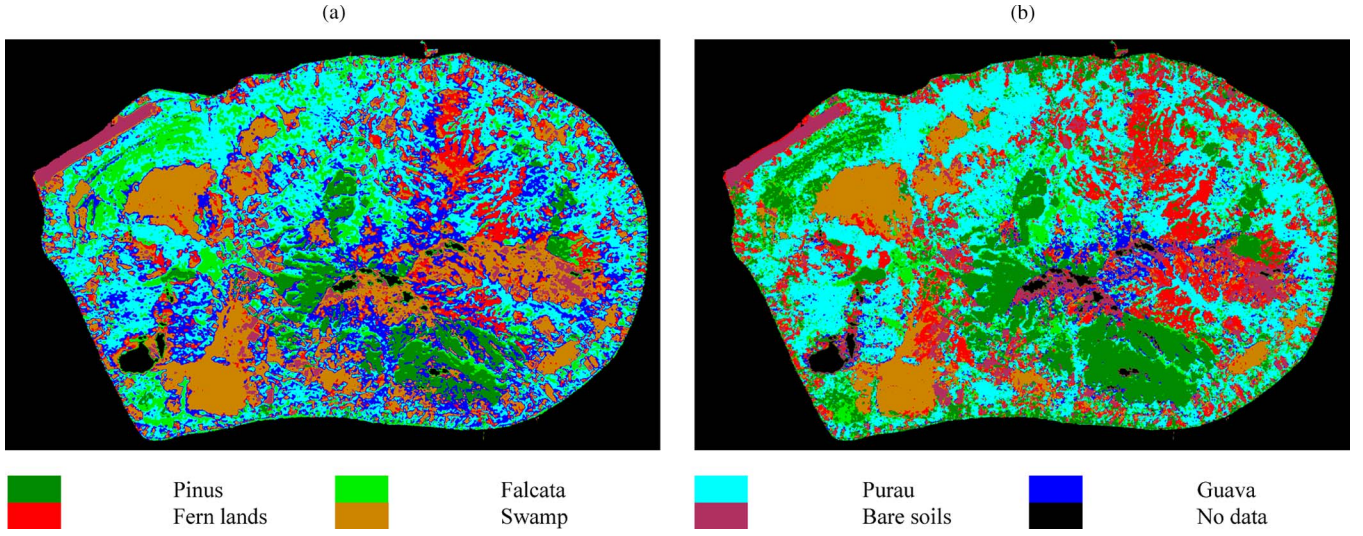 (a) (b)
Pinus Falcata Purau Guava
Fern lands Swamp Bare soils No data